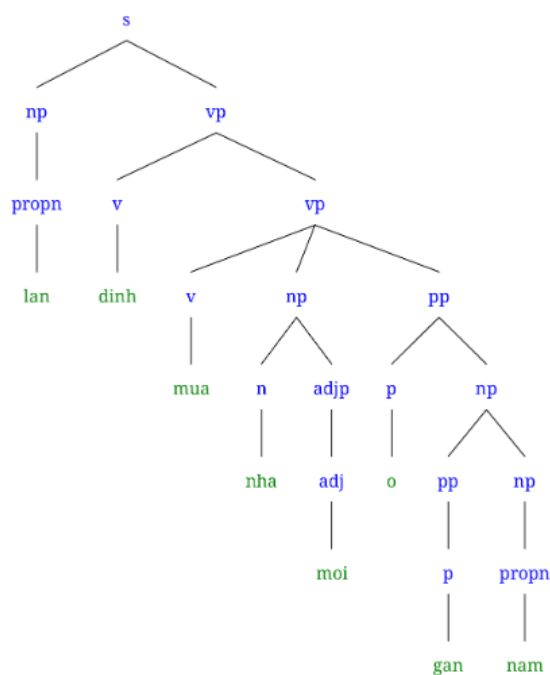 s
np vp
propn v vp
lan dinh v np pp
mua n adjp p np
nha adj o pp np
moi p propn
gan nam